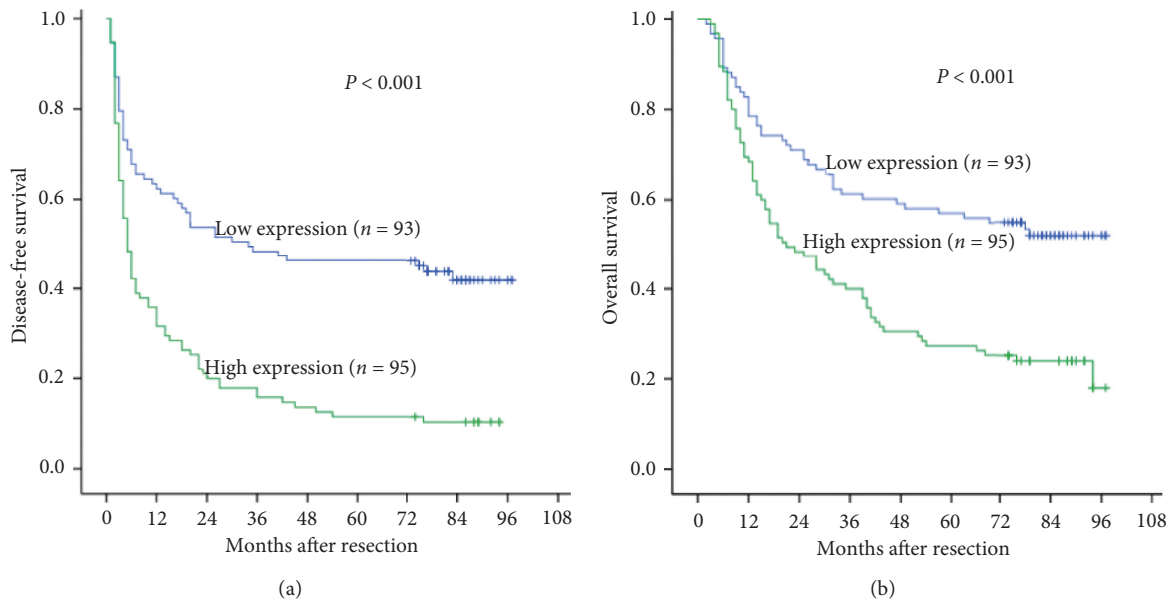 1.0
0.8
0.6
0.4
0.2
0.0
Disease-free survival
P < 0.001
Low expression (n = 93)
High expression (n = 95)
0 12 24 36 48 60 72 84 96 108
Months after resection
(a)
1.0
0.8
0.6
0.4
0.2
0.0
Overall survival
P < 0.001
Low expression (n = 93)
High expression (n = 95)
0 12 24 36 48 60 72 84 96 108
Months after resection
(b)